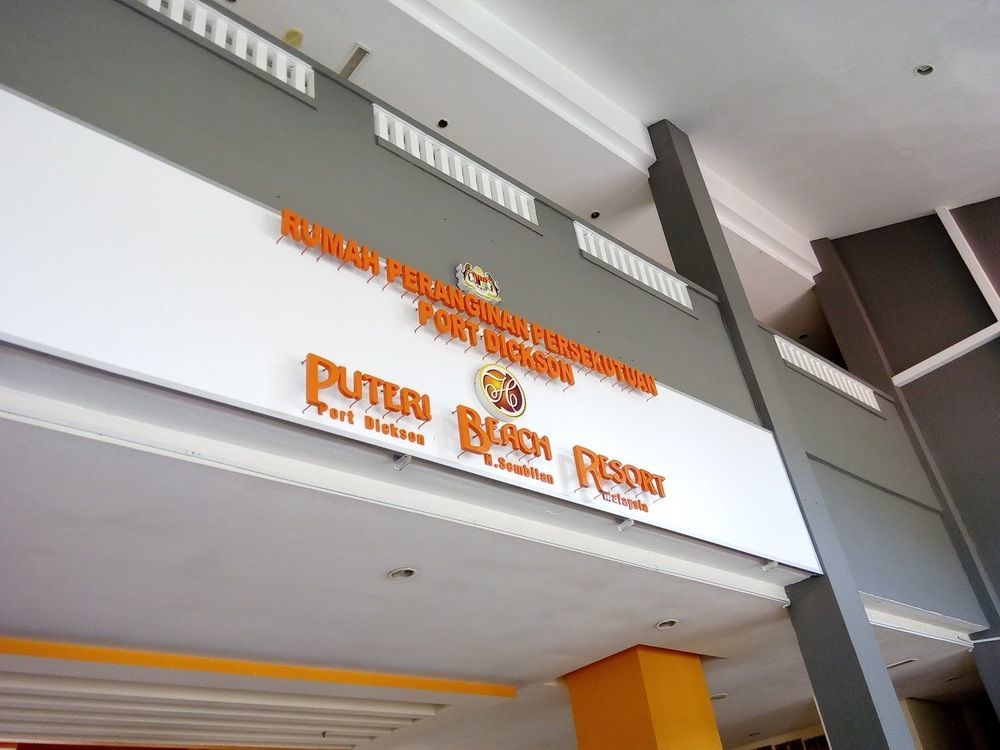 RUMAH PERANGINAN PERSEKUTUAN
PORT DICKSON
PUTERI BEACH RESORT
Port Dickson N.Sembilan Malaysia